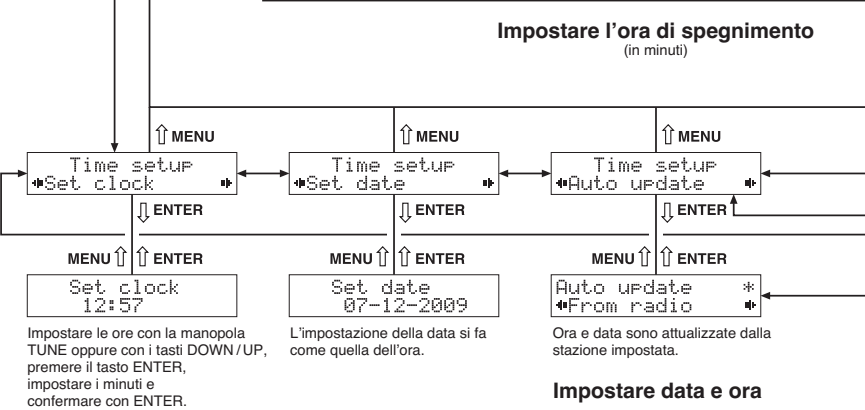 Impostare l'ora di spegnimento
(in minuti)
MENU MENU MENU
Time setup Time setup Time setup
Set clock Set date Auto update
ENTER ENTER ENTER
MENU ENTER MENU ENTER MENU ENTER
Set clock Set date Auto update *
12:57 07-12-2009 From radio
Impostare le ore con la manopola
TUNE oppure con i tasti DOWN/UP,
premere il tasto ENTER,
impostare i minuti e
confermare con ENTER.
L'impostazione della data si fa
come quella dell'ora.
Ora e data sono attualizzate dalla
stazione impostata.
Impostare data e ora